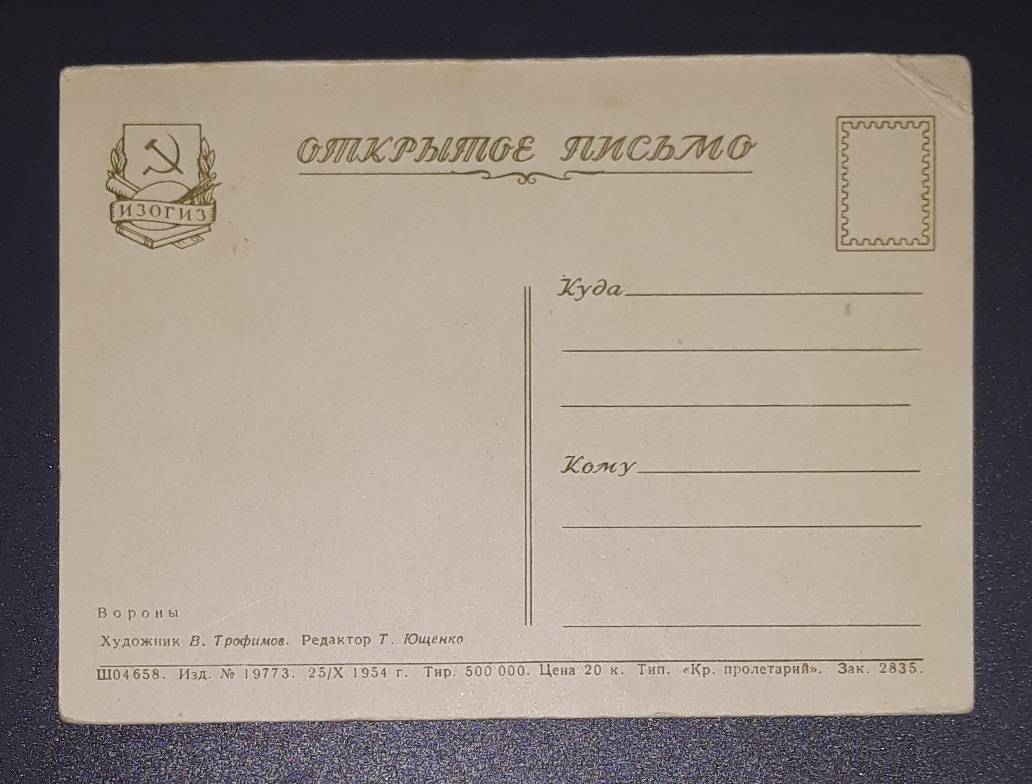 ОТКРЫТОЕ ПИСЬМО
ИЗОГИЗ
Куда
Кому
Вороны
Художник В. Трофимов. Редактор Т. Ющенко
Ш04658. Изд. № 19773. 25/X 1954 г. Тир. 500 000. Цена 20 к. Тип. «Кр. пролетарий». Зак. 2835.